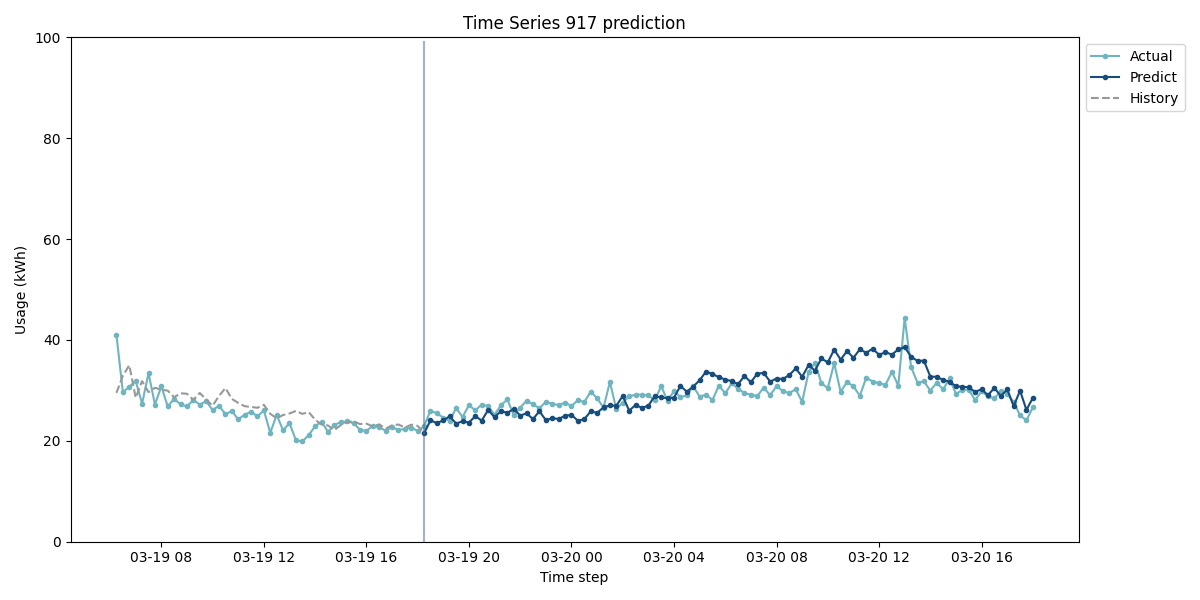 Time Series 917 prediction
100
80
60
40
20
0
Usage (kWh)
03-19 08
03-19 12
03-19 16
03-19 20
03-20 00
03-20 04
03-20 08
03-20 12
03-20 16
Time step
Actual
Predict
History